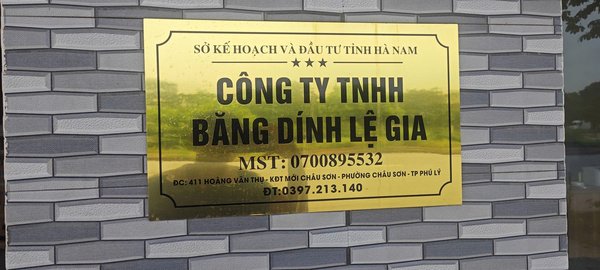 SỞ KẾ HOẠCH VÀ ĐẦU TƯ TỈNH HÀ NAM
CÔNG TY TNHH
BĂNG DÍNH LỆ GIA
MST: 0700895532
ĐC: 411 HOÀNG VĂN THỤ - KĐT MỚI CHÂU SƠN - PHƯỜNG CHÂU SƠN - TP PHỦ LÝ
ĐT:0397.213.140